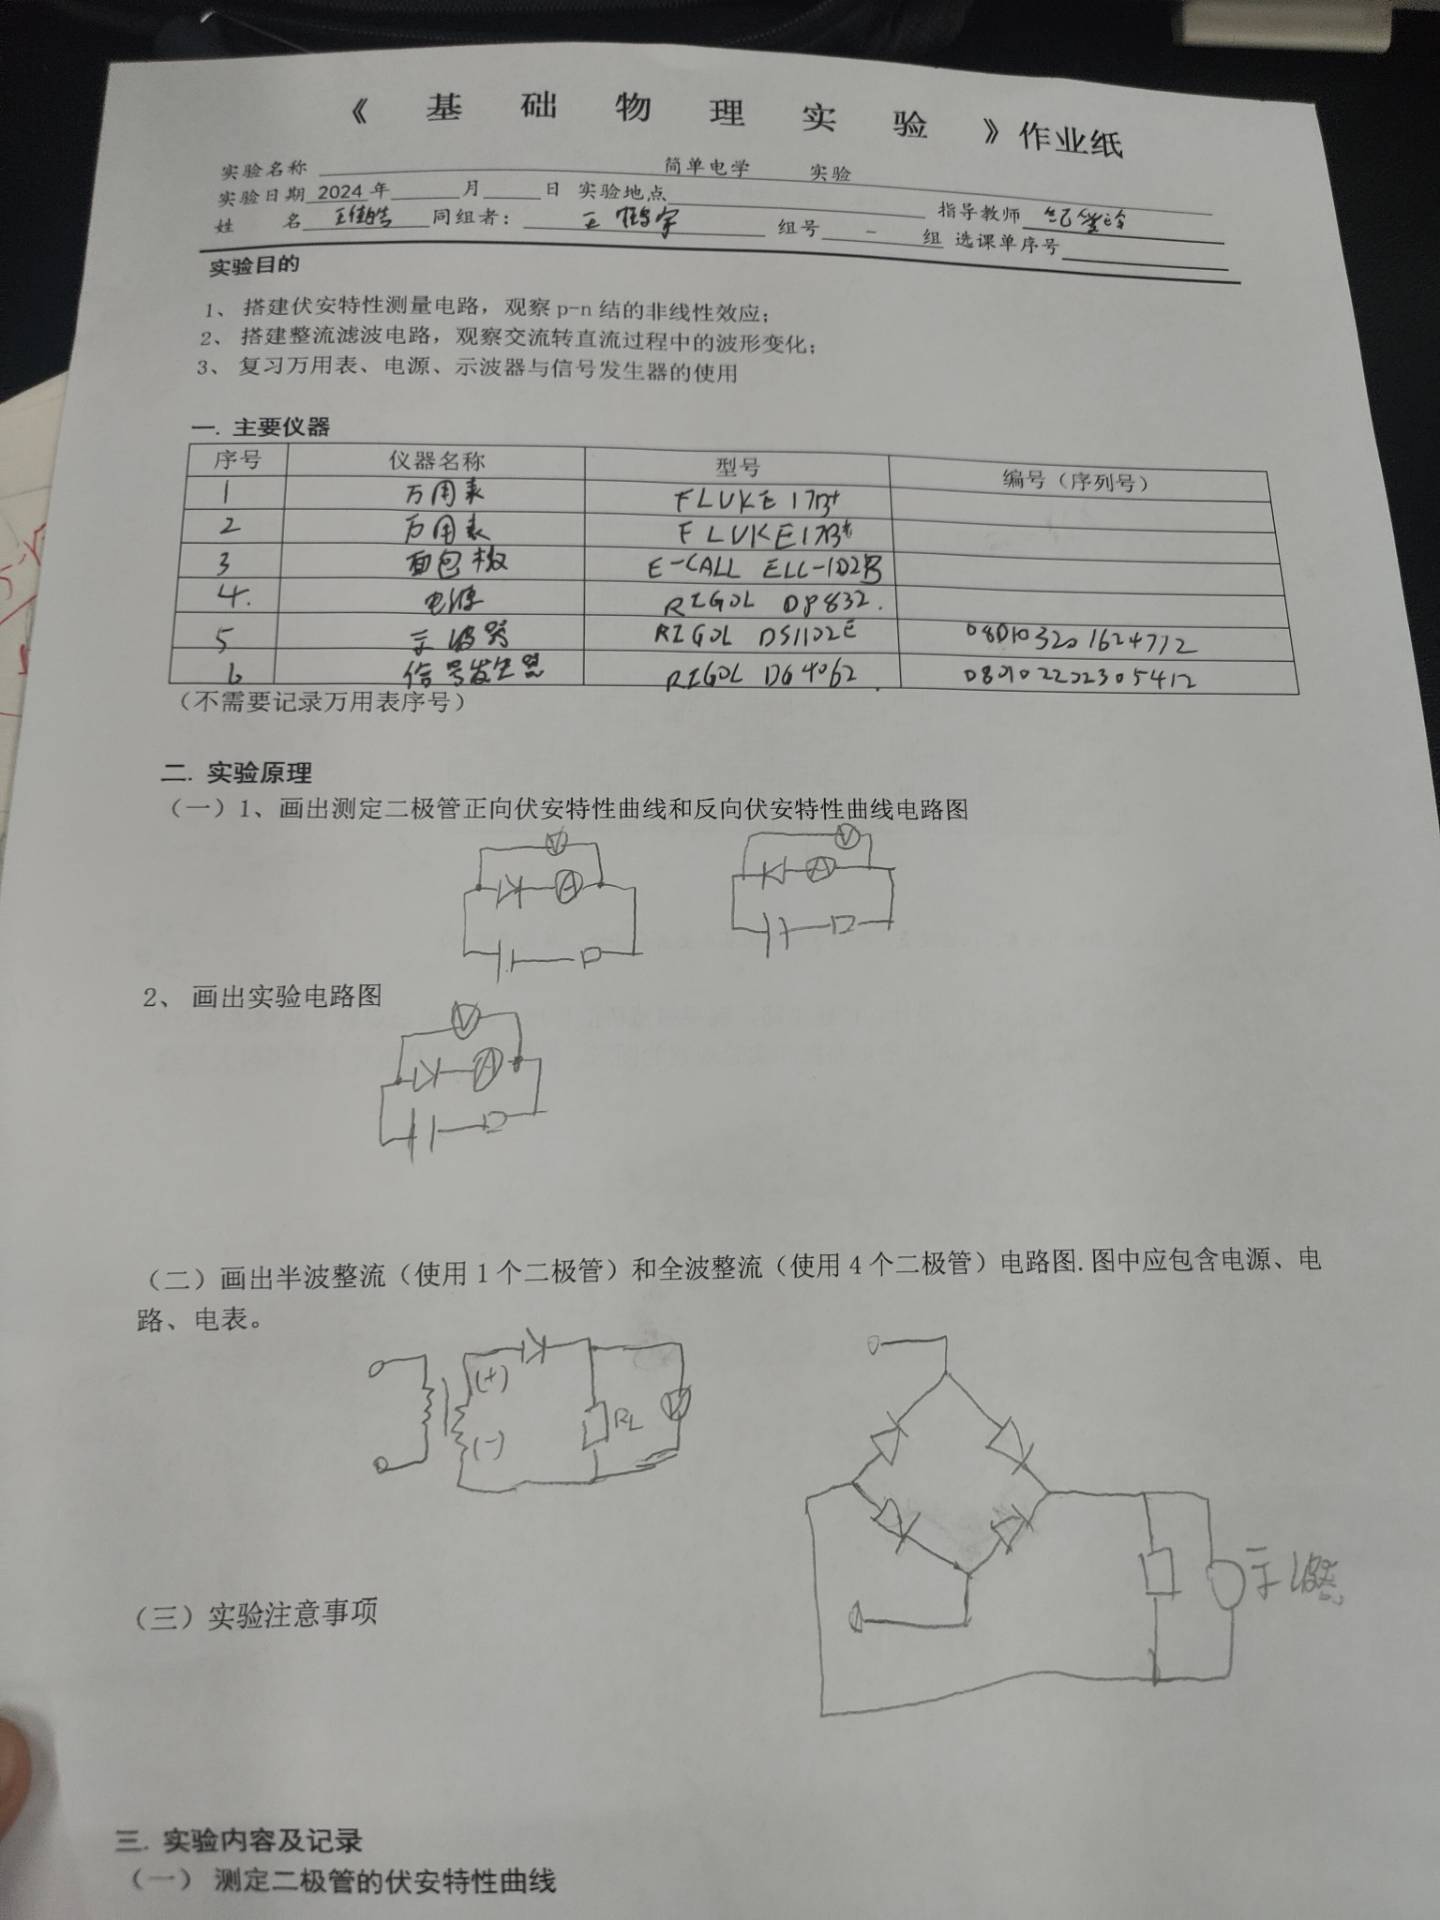 《 基 础 物 理 实 验 》作业纸
实验名称 简单电学 实验
实验日期 2024 年 月 日 实验地点 指导教师
姓 名 同组者: 王 组号 - 组 选课单序号
实验目的
1、 搭建伏安特性测量电路，观察 p-n 结的非线性效应;
2、 搭建整流滤波电路，观察交流转直流过程中的波形变化;
3、 复习万用表、电源、示波器与信号发生器的使用
一. 主要仪器
序号 仪器名称 型号 编号（序列号）
1 万用表 FLUKE 17B+
2 万用表 FLUKE 17B+
3 面包板 E-CALL ELL-102B
4. 电源 RIGOL DP832.
5 示波器 RIGOL DS1102E 080103201624712
6 信号发生器 RIGOL DG4062 080102202305412
（不需要记录万用表序号）
二. 实验原理
（一）1、画出测定二极管正向伏安特性曲线和反向伏安特性曲线电路图
V V
A A
2、 画出实验电路图
V
A
（二）画出半波整流（使用 1 个二极管）和全波整流（使用 4 个二极管）电路图. 图中应包含电源、电
路、电表。
(+)
RL V
(-)
示波器
（三）实验注意事项
三. 实验内容及记录
（一） 测定二极管的伏安特性曲线